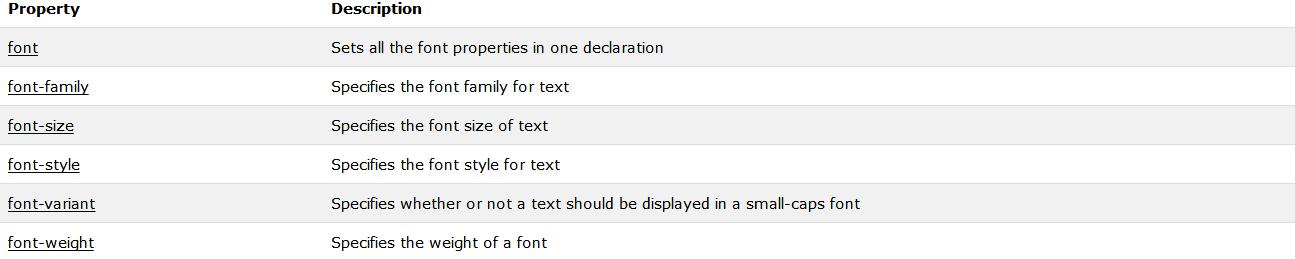 Property Description
font Sets all the font properties in one declaration
font-family Specifies the font family for text
font-size Specifies the font size of text
font-style Specifies the font style for text
font-variant Specifies whether or not a text should be displayed in a small-caps font
font-weight Specifies the weight of a font